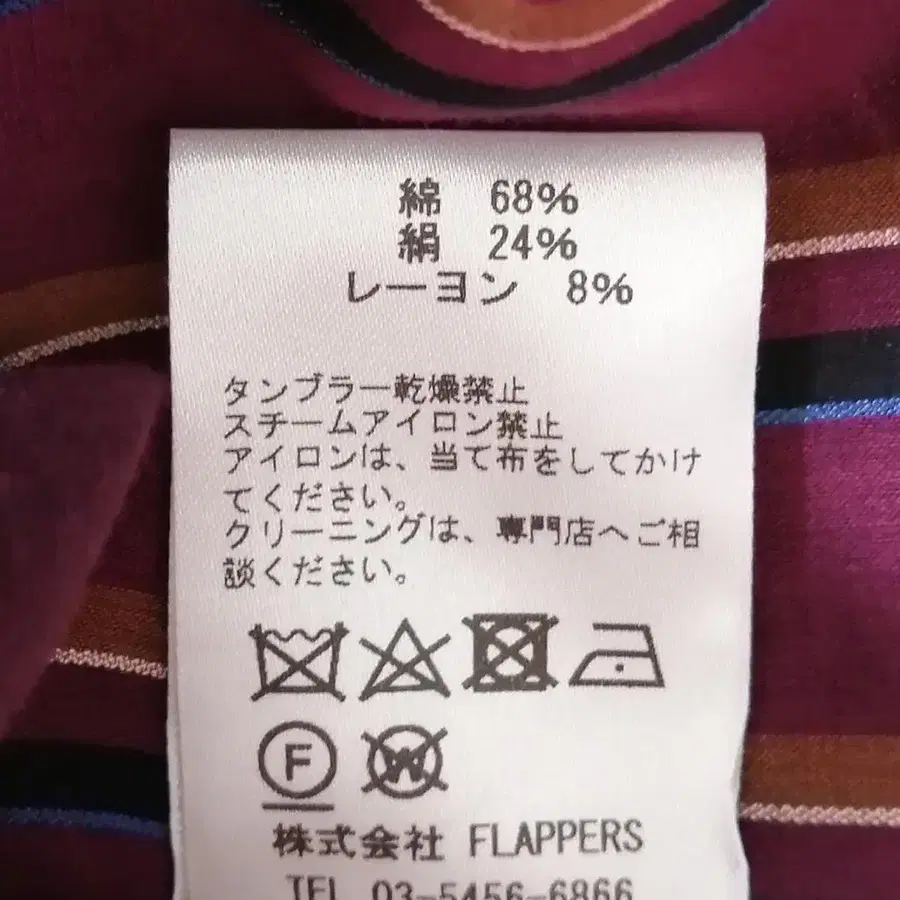 綿 68%
絹 24%
レーヨン 8%
タンブラー乾燥禁止
スチームアイロン禁止
アイロンは、当て布をしてかけ
てください。
クリーニングは、専門店へご相
談ください。
F W
株式会社 FLAPPERS
TEL 03-5456-6866